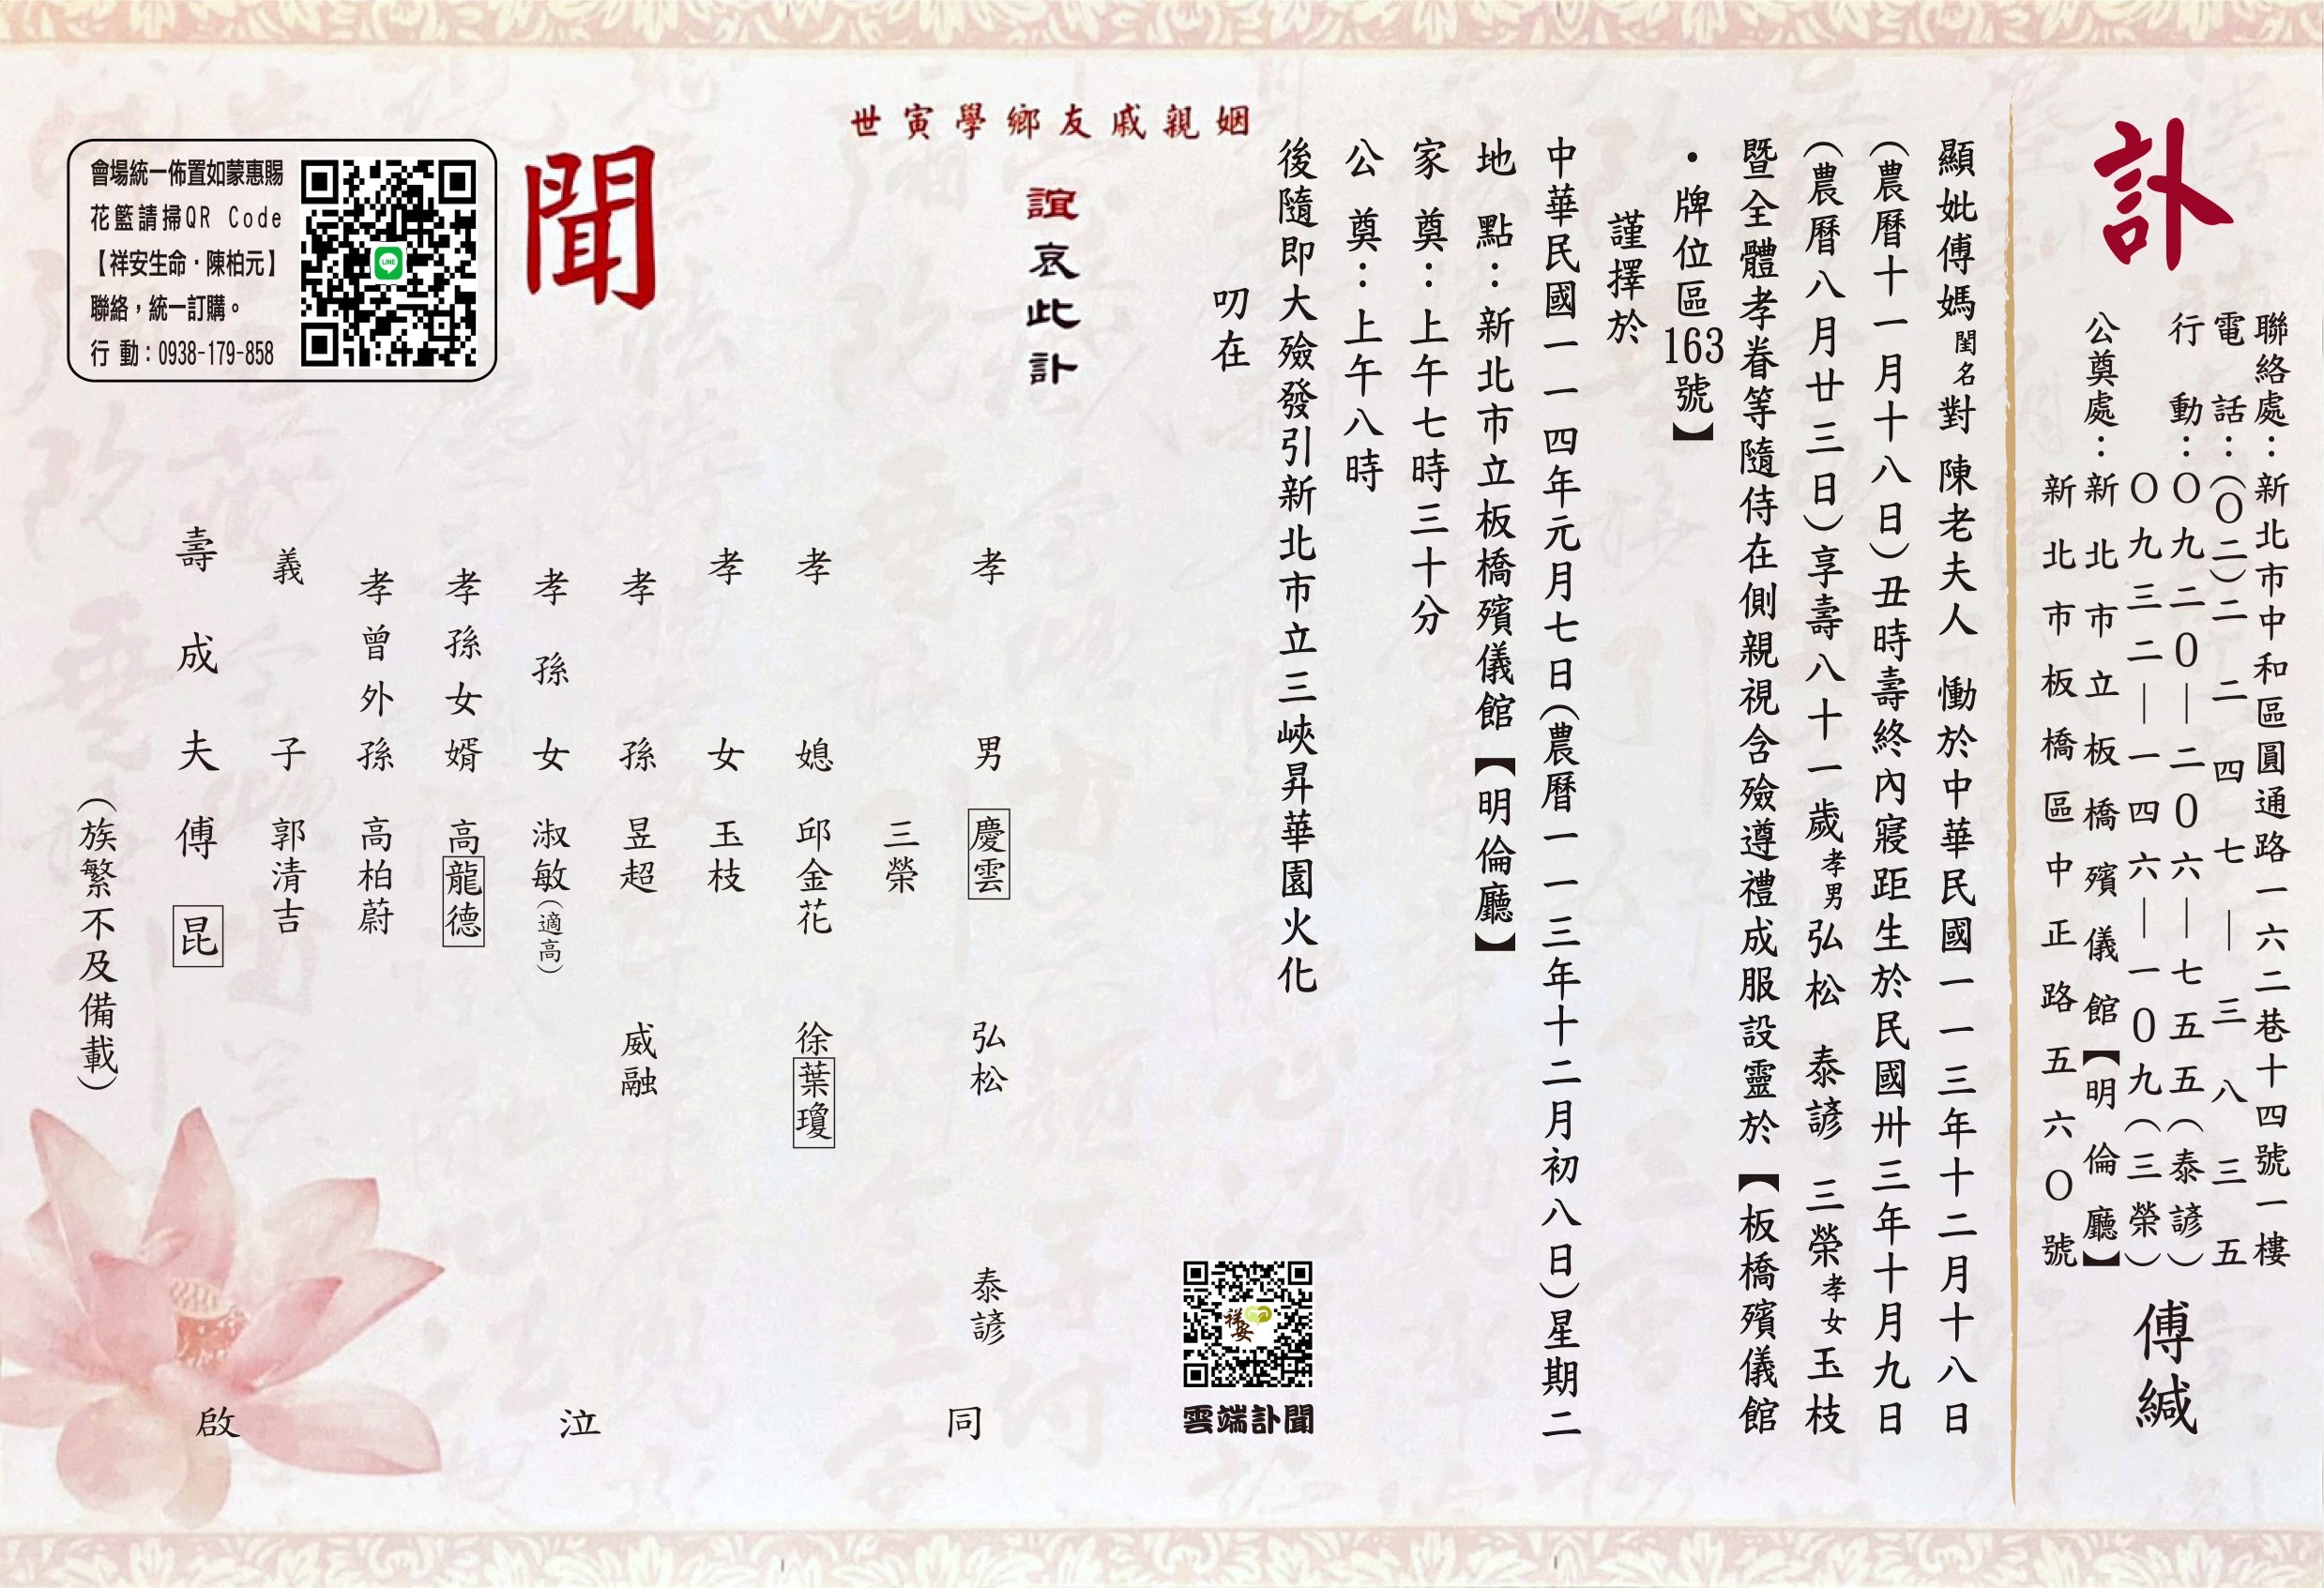 訃
聯絡處：新北市中和區圓通路一六二巷十四號一樓
電話：（○二）二二四七｜三八三五
行動：○九二○｜二○六｜七五五（泰諺）
○九三二｜一四六｜一○九（三榮）
公奠處：新北市立板橋殯儀館【明倫廳】
新北市板橋區中正路五六○號
傅緘
顯妣傅媽閨名對 陳老夫人 慟於中華民國一一三年十二月十八日
（農曆十一月十八日）丑時壽終內寢距生於民國卅三年十月九日
（農曆八月廿三日）享壽八十一歲孝男弘松 泰諺 三榮孝女玉枝
暨全體孝眷等隨侍在側親視含殮遵禮成服設靈於【板橋殯儀館
・牌位區163號】
謹擇於
中華民國一一四年元月七日（農曆一一三年十二月初八日）星期二
地點：新北市立板橋殯儀館【明倫廳】
家奠：上午七時三十分
公奠：上午八時
後隨即大殮發引新北市立三峽昇華園火化
叨在
雲端訃聞
祥安
世寅學鄉友戚親姻
誼哀此訃
聞
孝男 慶雲 弘松 泰諺
三榮
孝媳 邱金花 徐葉瓊
孝女 玉枝
孝孫 昱超 威融
孝孫女 淑敏（適高）
孝孫女婿 高龍德
孝曾外孫 高柏蔚
義子 郭清吉
壽成夫 傅昆
（族繁不及備載）
同泣啟
會場統一佈置如蒙惠賜
花籃請掃QR Code
【祥安生命・陳柏元】
聯絡，統一訂購。
行 動：0938-179-858
LINE